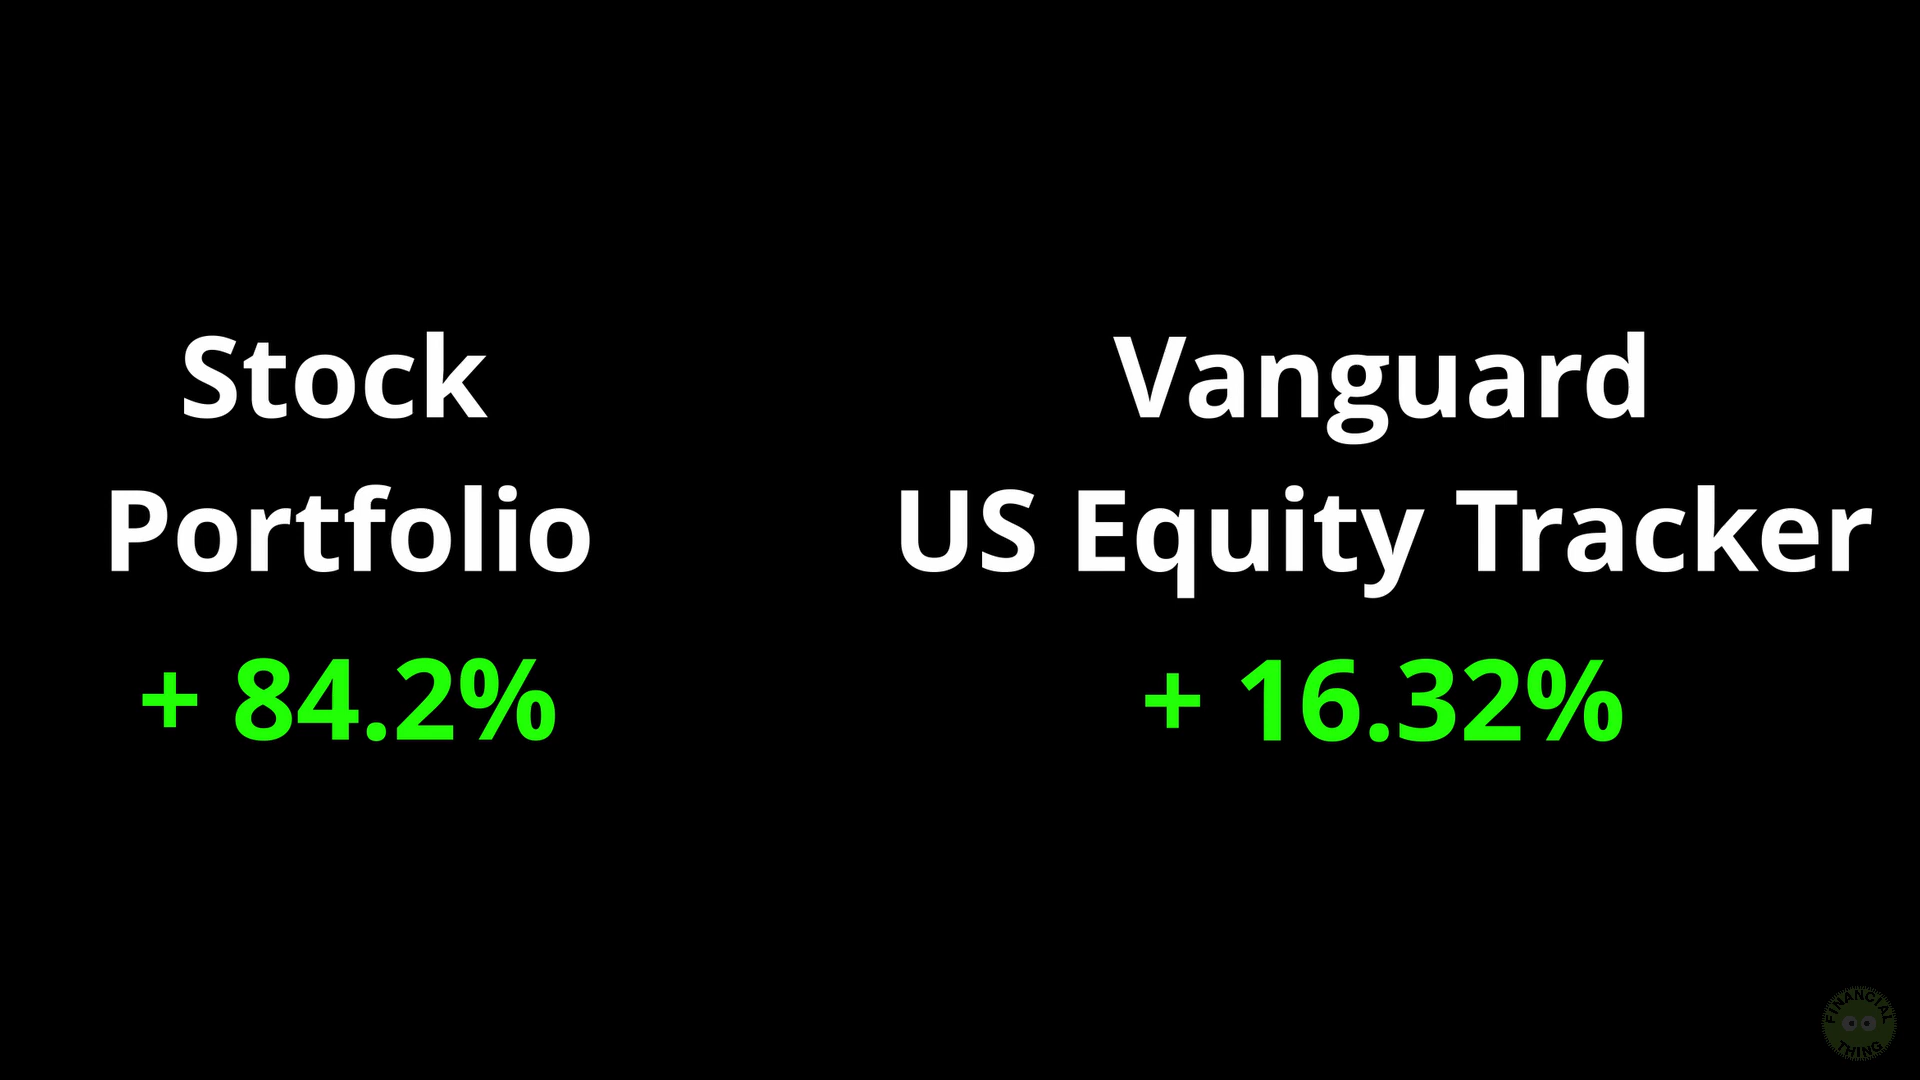 Stock
Portfolio
+ 84.2%
Vanguard
US Equity Tracker
+ 16.32%
FINANCIAL
THING